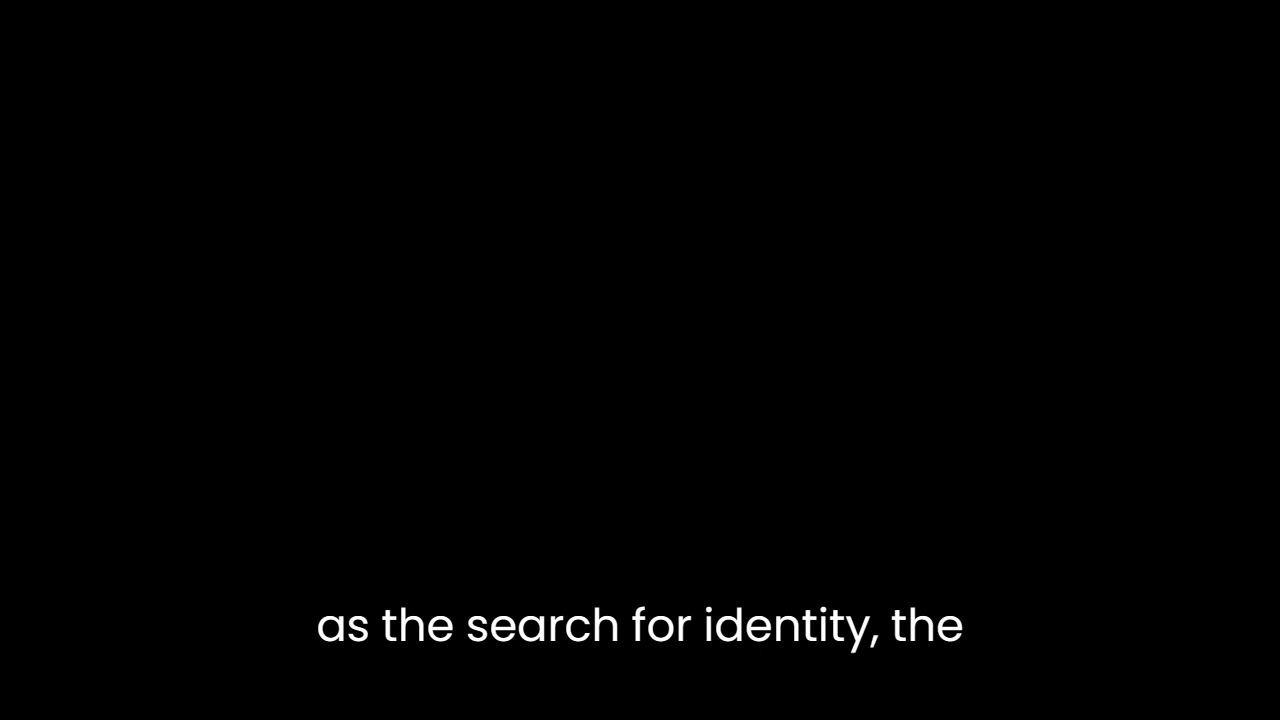 as the search for identity, the